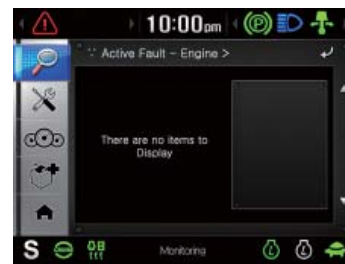 10:00pm (P)
Active Fault - Engine >
There are no items to
Display
S
Monitoring